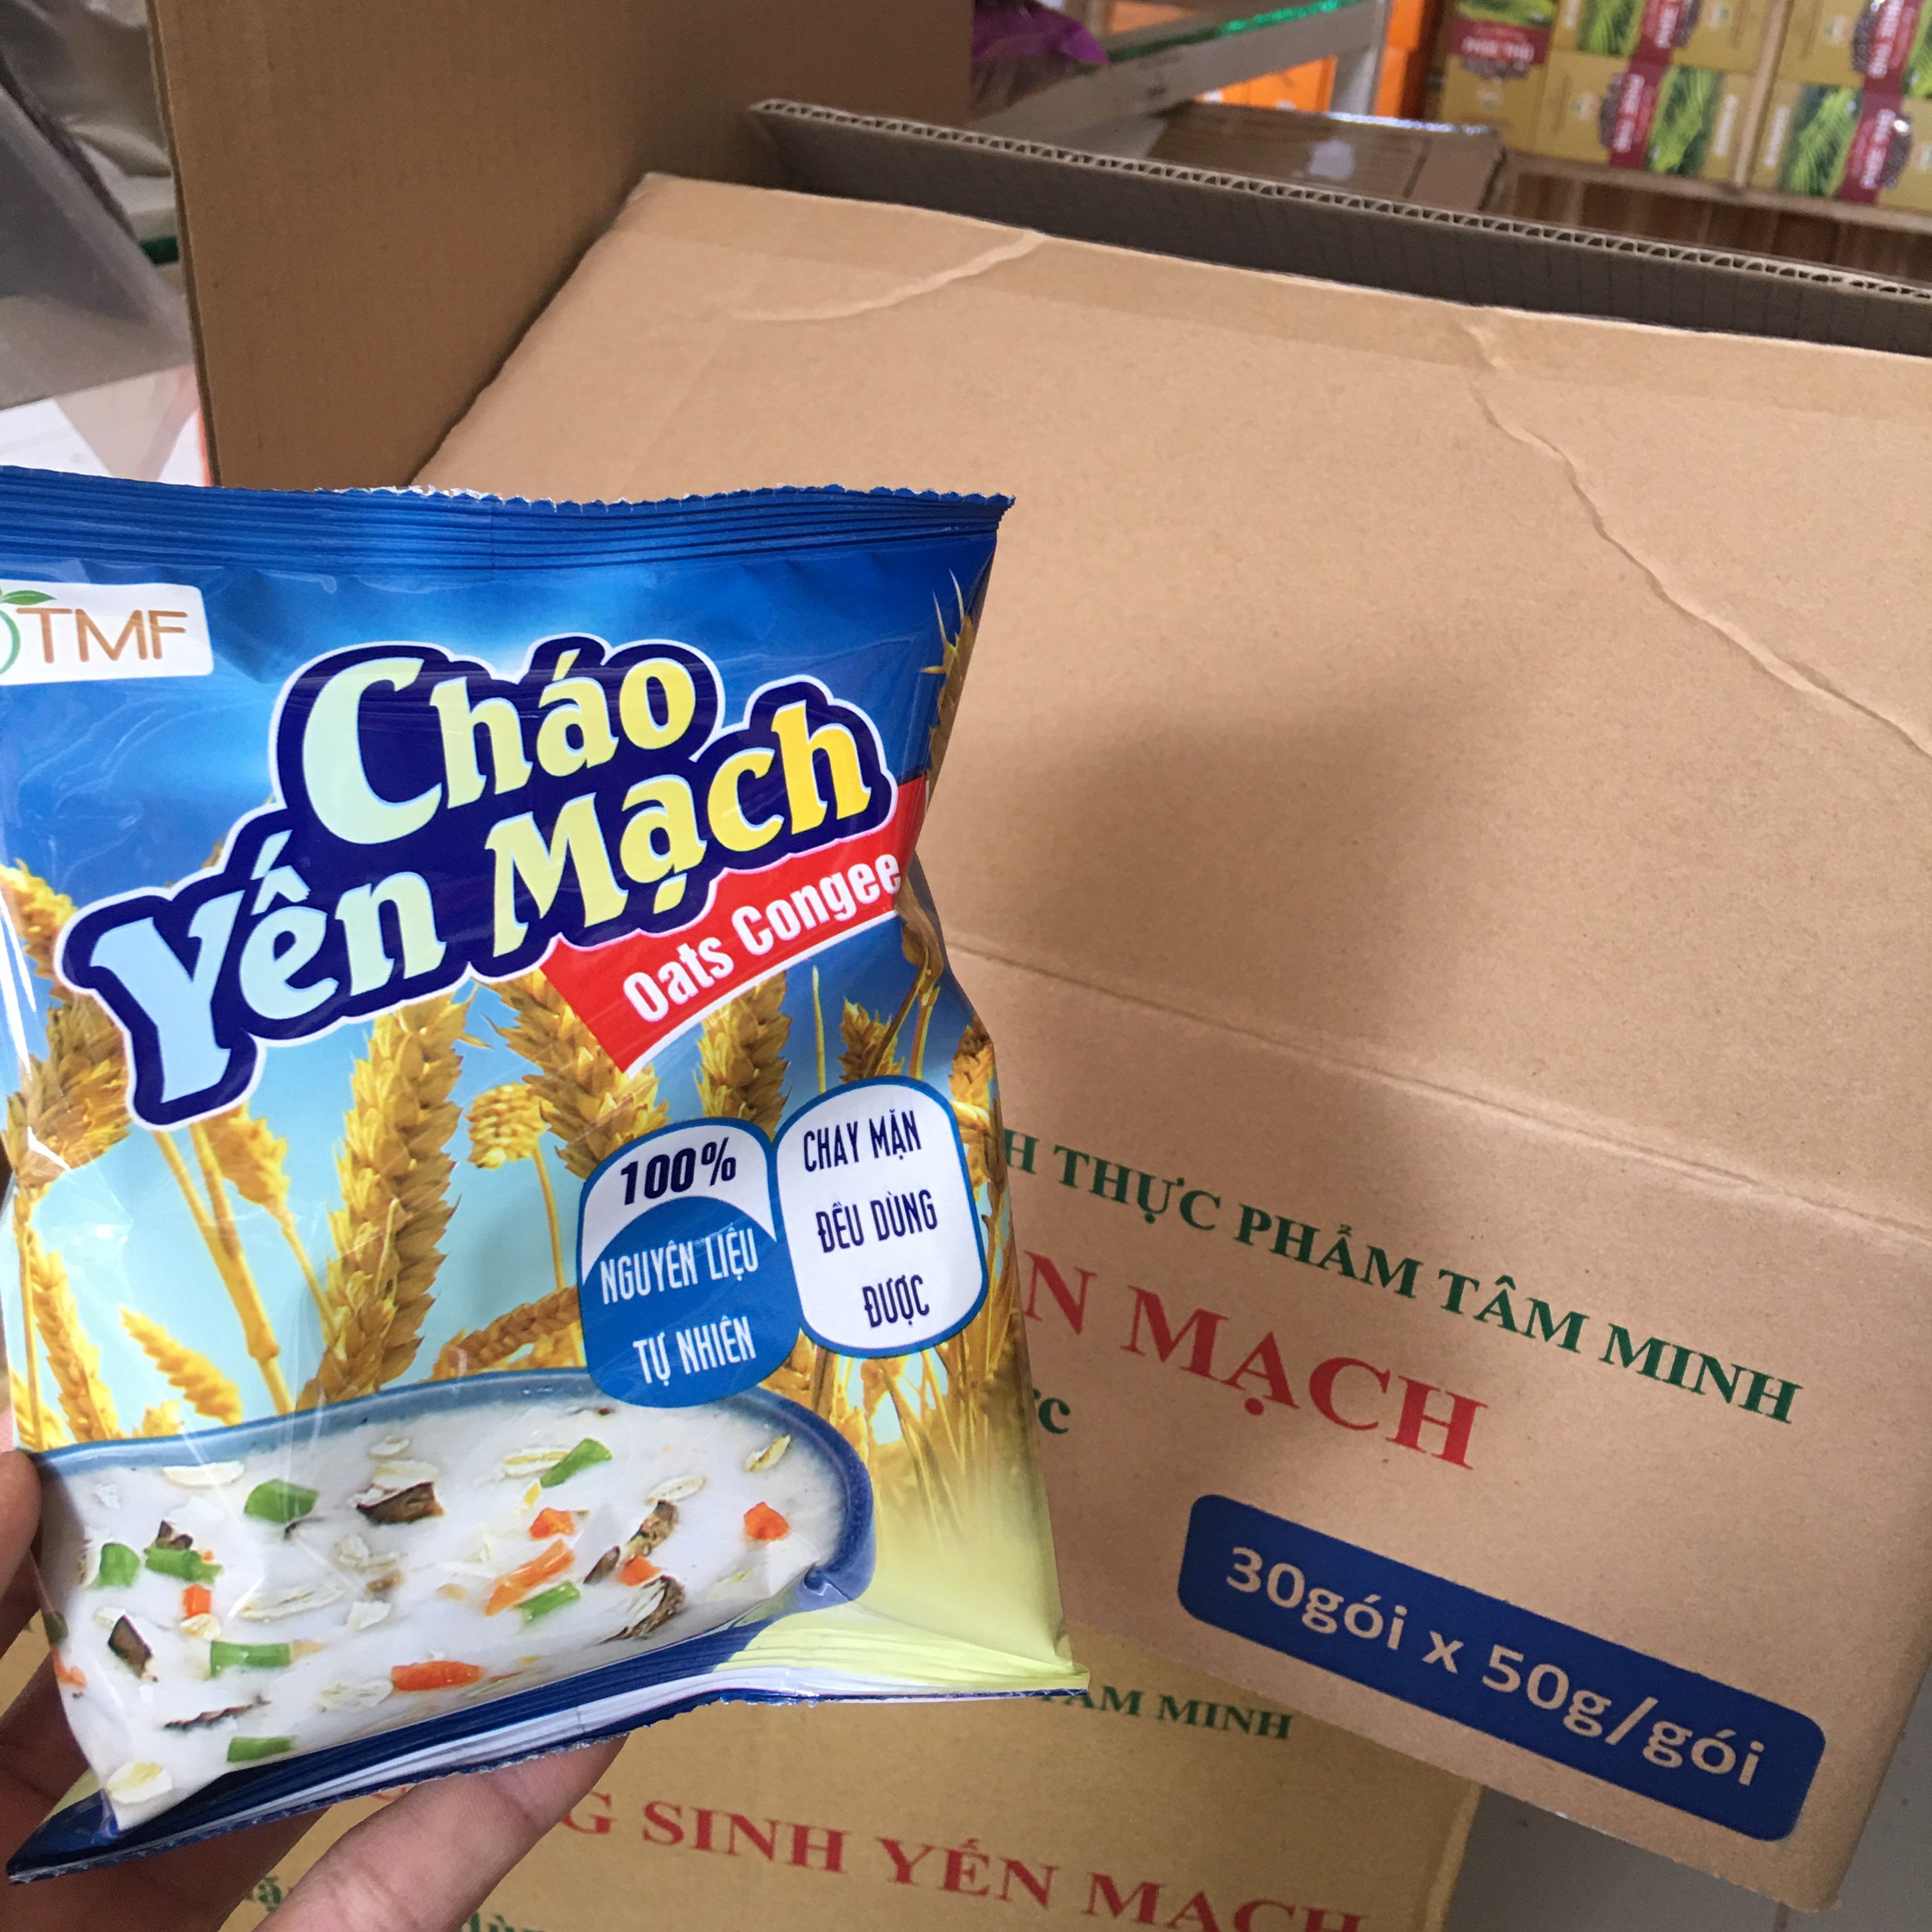 TMF
Cháo
Yến Mạch
Oats Congee
100%
NGUYÊN LIỆU
TỰ NHIÊN
CHAY MẶN
ĐỀU DÙNG
ĐƯỢC
THỰC PHẨM TÂM MINH
MẠCH
30gói x 50g/gói
TÂM MINH
SINH YẾN MẠCH